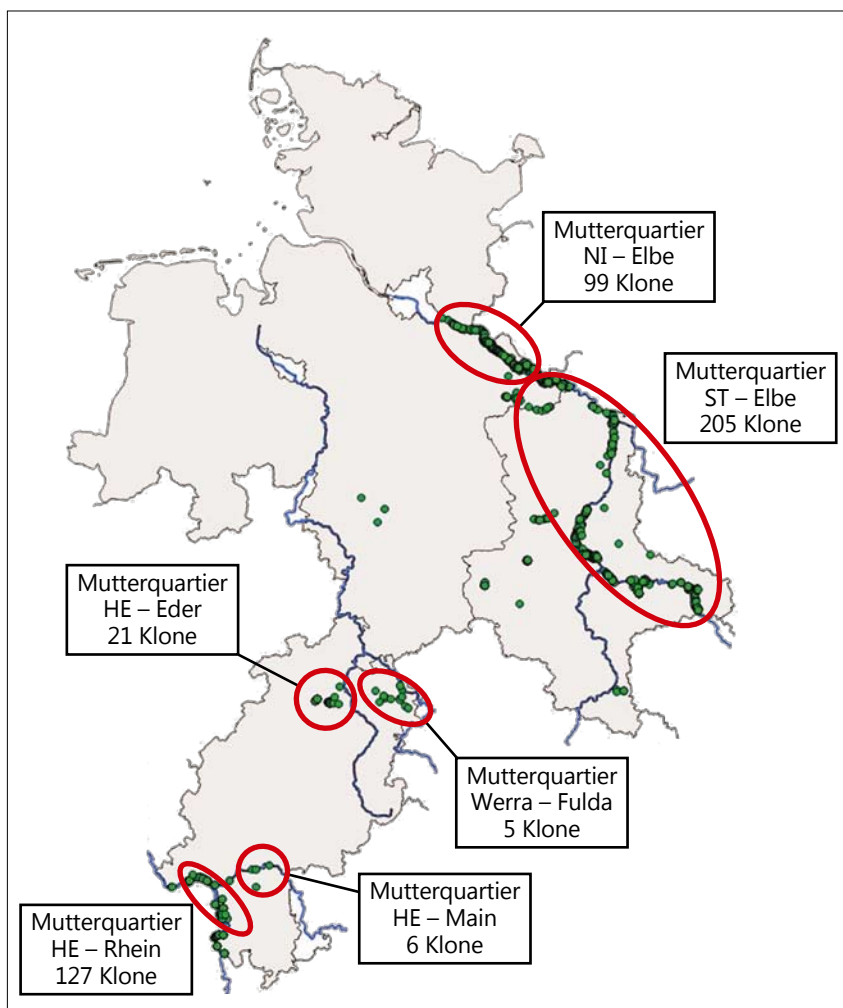 Mutterquartier
NI – Elbe
99 Klone
Mutterquartier
ST – Elbe
205 Klone
Mutterquartier
HE – Eder
21 Klone
Mutterquartier
Werra – Fulda
5 Klone
Mutterquartier
HE – Main
6 Klone
Mutterquartier
HE – Rhein
127 Klone